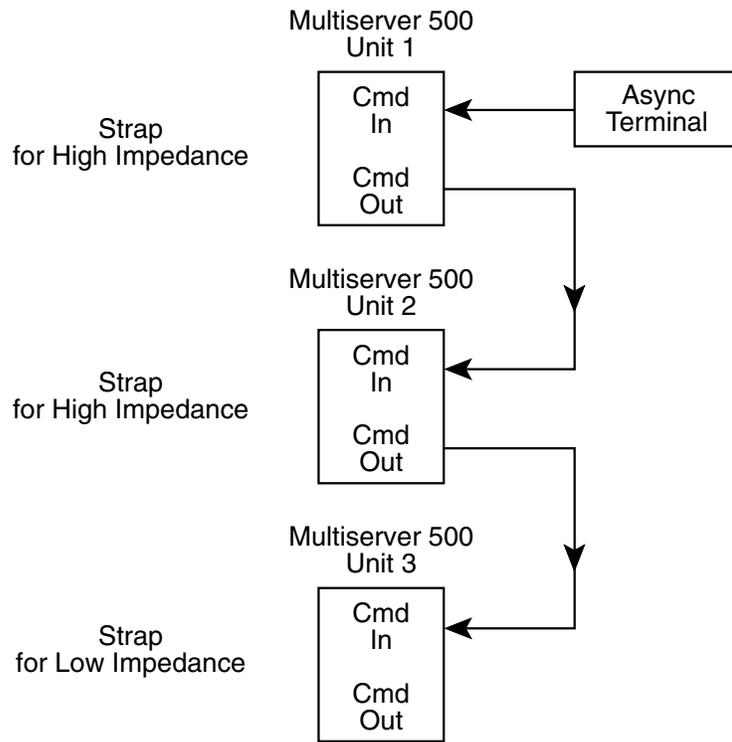 Multiserver 500
Unit 1
Cmd
In
Async
Terminal
Strap
for High Impedance
Cmd
Out
Multiserver 500
Unit 2
Cmd
In
Strap
for High Impedance
Cmd
Out
Multiserver 500
Unit 3
Cmd
In
Strap
for Low Impedance
Cmd
Out